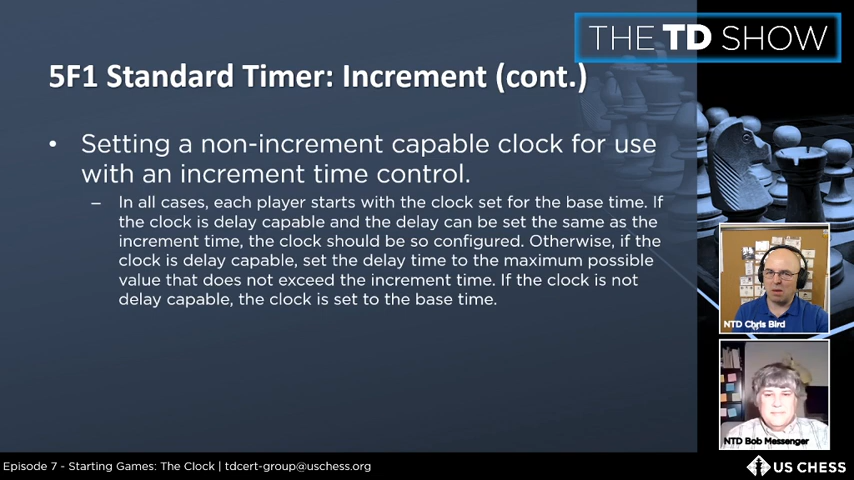 THE TD SHOW
5F1 Standard Timer: Increment (cont.)
• Setting a non-increment capable clock for use
with an increment time control.
– In all cases, each player starts with the clock set for the base time. If
the clock is delay capable and the delay can be set the same as the
increment time, the clock should be so configured. Otherwise, if the
clock is delay capable, set the delay time to the maximum possible
value that does not exceed the increment time. If the clock is not
delay capable, the clock is set to the base time.
NTD Chris Bird
NTD Bob Messenger
Episode 7 - Starting Games: The Clock | tdcert-group@uschess.org
US CHESS